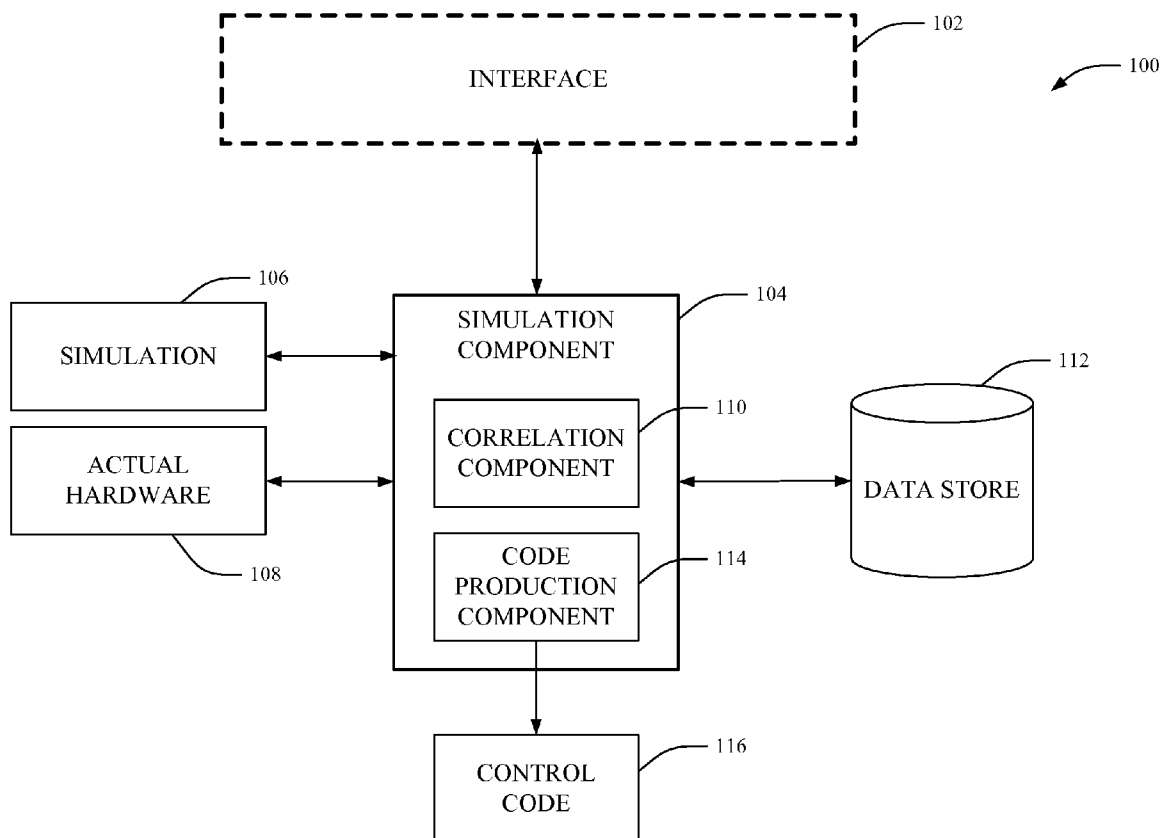 102
INTERFACE
100
106
104
SIMULATION
COMPONENT
SIMULATION
112
110
CORRELATION
COMPONENT
ACTUAL
HARDWARE
DATA STORE
108
CODE
PRODUCTION
COMPONENT
114
116
CONTROL
CODE